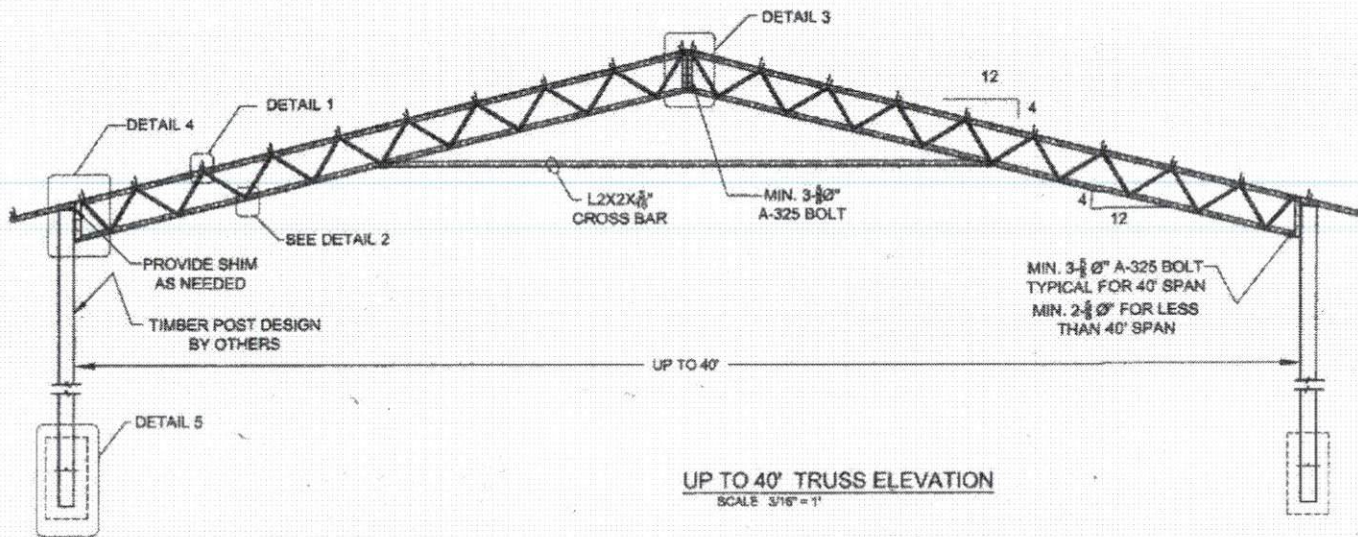 DETAIL 3
12
4
DETAIL 1
DETAIL 4
L2X2X
CROSS BAR
MIN. 3-⅝Ø"
A-325 BOLT
4
12
SEE DETAIL 2
PROVIDE SHIM
AS NEEDED
MIN. 3-⅝ Ø" A-325 BOLT
TYPICAL FOR 40' SPAN
MIN. 2-⅝ Ø" FOR LESS
THAN 40' SPAN
TIMBER POST DESIGN
BY OTHERS
UP TO 40'
DETAIL 5
UP TO 40' TRUSS ELEVATION
SCALE 3/16" = 1'